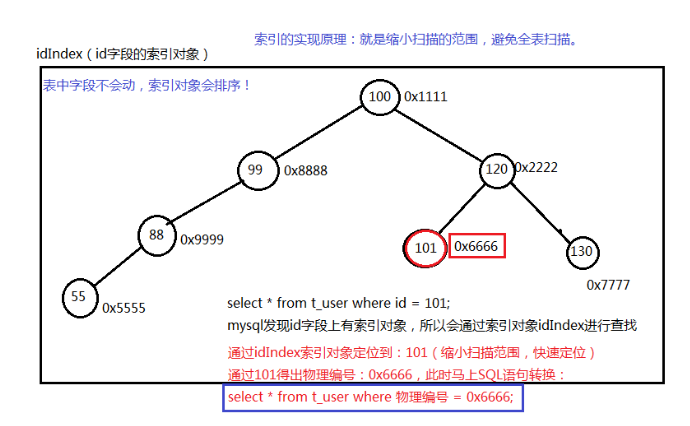 索引的实现原理：就是缩小扫描的范围，避免全表扫描。
idIndex（id字段的索引对象）
表中字段不会动，索引对象会排序！
100 0x1111
99 0x8888
120 0x2222
88 0x9999
101 0x6666
130 0x7777
55 0x5555
select * from t_user where id = 101;
mysql发现id字段上有索引对象，所以会通过索引对象idIndex进行查找
通过idIndex索引对象定位到：101（缩小扫描范围，快速定位）
通过101得出物理编号：0x6666，此时马上SQL语句转换：
select * from t_user where 物理编号 = 0x6666;